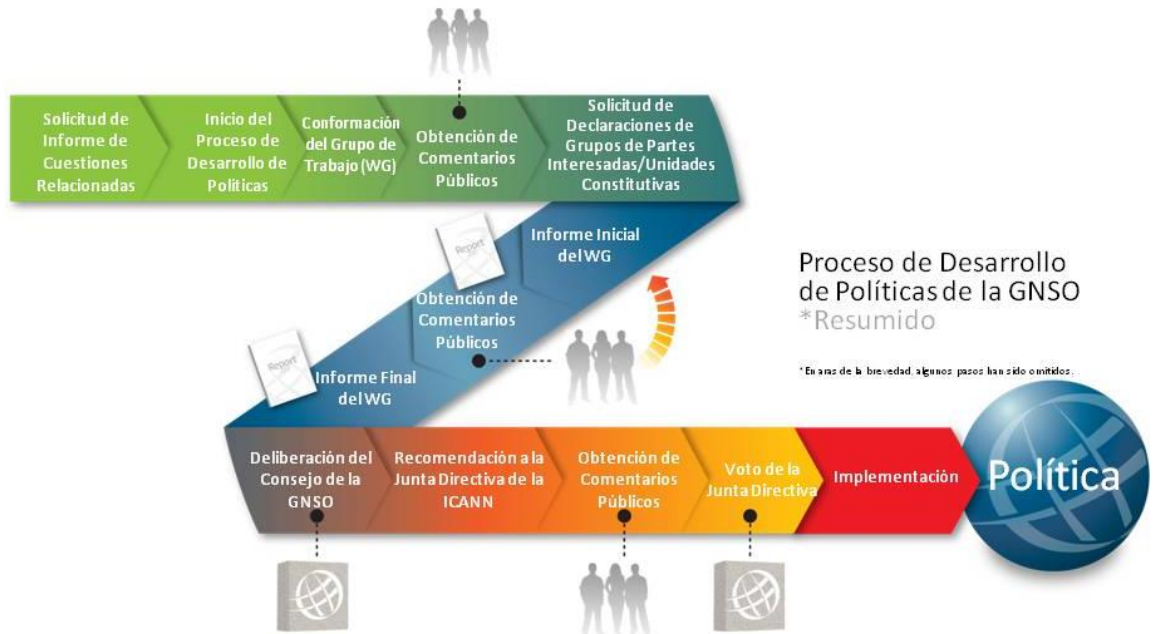 Solicitud de
Informe de
Cuestiones
Relacionadas
Inicio del
Proceso de
Desarrollo de
Políticas
Conformación
del Grupo de
Trabajo (WG)
Obtención de
Comentarios
Públicos
Solicitud de
Declaraciones de
Grupos de Partes
Interesadas/Unidades
Constitutivas
Report
Informe Inicial
del WG
Obtención de
Comentarios
Públicos
Report
Informe Final
del WG
Proceso de Desarrollo
de Políticas de la GNSO
*Resumido
*En aras de la brevedad, algunos pasos han sido omitidos.
Deliberación del
Consejo de la
GNSO
Recomendación a la
Junta Directiva de la
ICANN
Obtención de
Comentarios
Públicos
Voto de la
Junta Directiva
Implementación
Política